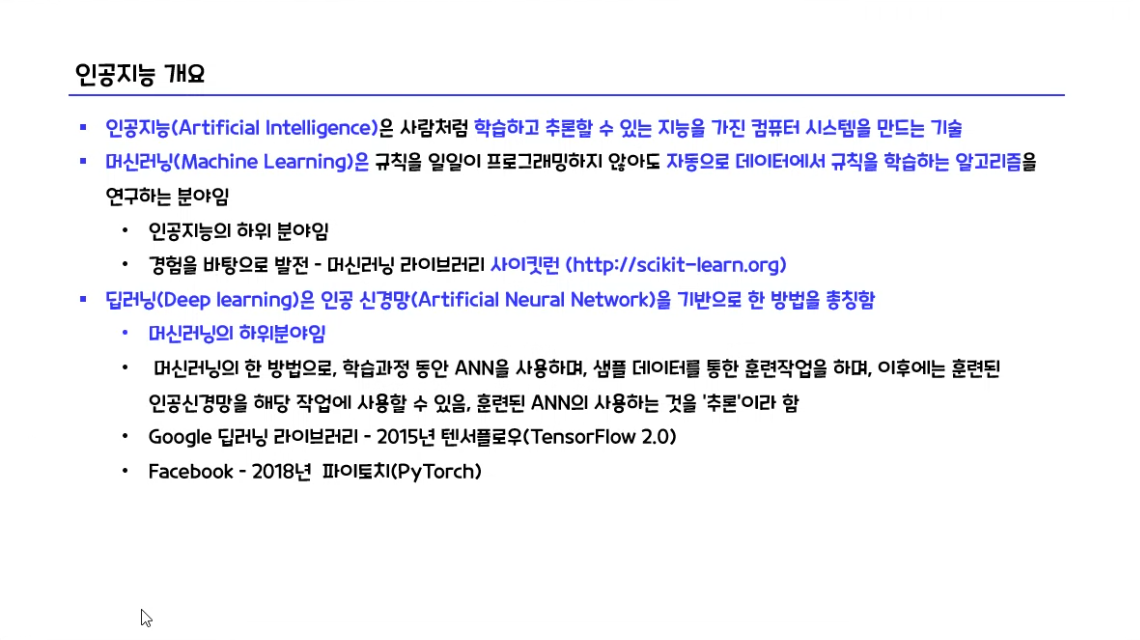 인공지능 개요
▪ 인공지능(Artificial Intelligence)은 사람처럼 학습하고 추론할 수 있는 지능을 가진 컴퓨터 시스템을 만드는 기술
▪ 머신러닝(Machine Learning)은 규칙을 일일이 프로그래밍하지 않아도 자동으로 데이터에서 규칙을 학습하는 알고리즘을
연구하는 분야임
• 인공지능의 하위 분야임
• 경험을 바탕으로 발전 - 머신러닝 라이브러리 사이킷런 (http://scikit-learn.org)
▪ 딥러닝(Deep learning)은 인공 신경망(Artificial Neural Network)을 기반으로 한 방법을 총칭함
• 머신러닝의 하위분야임
• 머신러닝의 한 방법으로, 학습과정 동안 ANN을 사용하며, 샘플 데이터를 통한 훈련작업을 하며, 이후에는 훈련된
인공신경망을 해당 작업에 사용할 수 있음, 훈련된 ANN의 사용하는 것을 '추론'이라 함
• Google 딥러닝 라이브러리 - 2015년 텐서플로우(TensorFlow 2.0)
• Facebook - 2018년 파이토치(PyTorch)